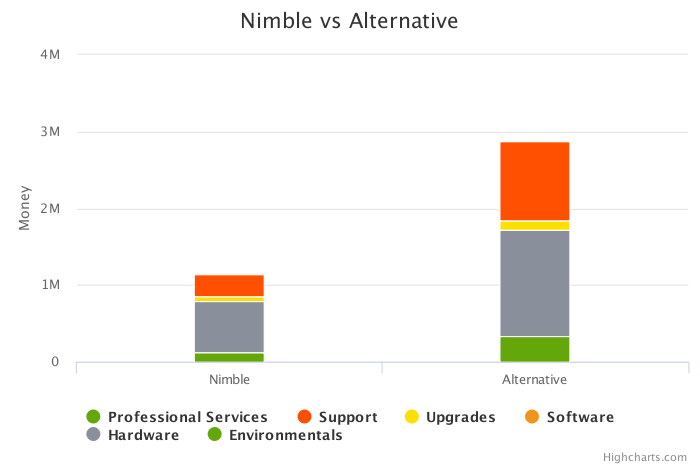 Nimble vs Alternative
4M
3M
2M
1M
0
Money
Nimble Alternative
Professional Services Support Upgrades Software
Hardware Environmentals
Highcharts.com